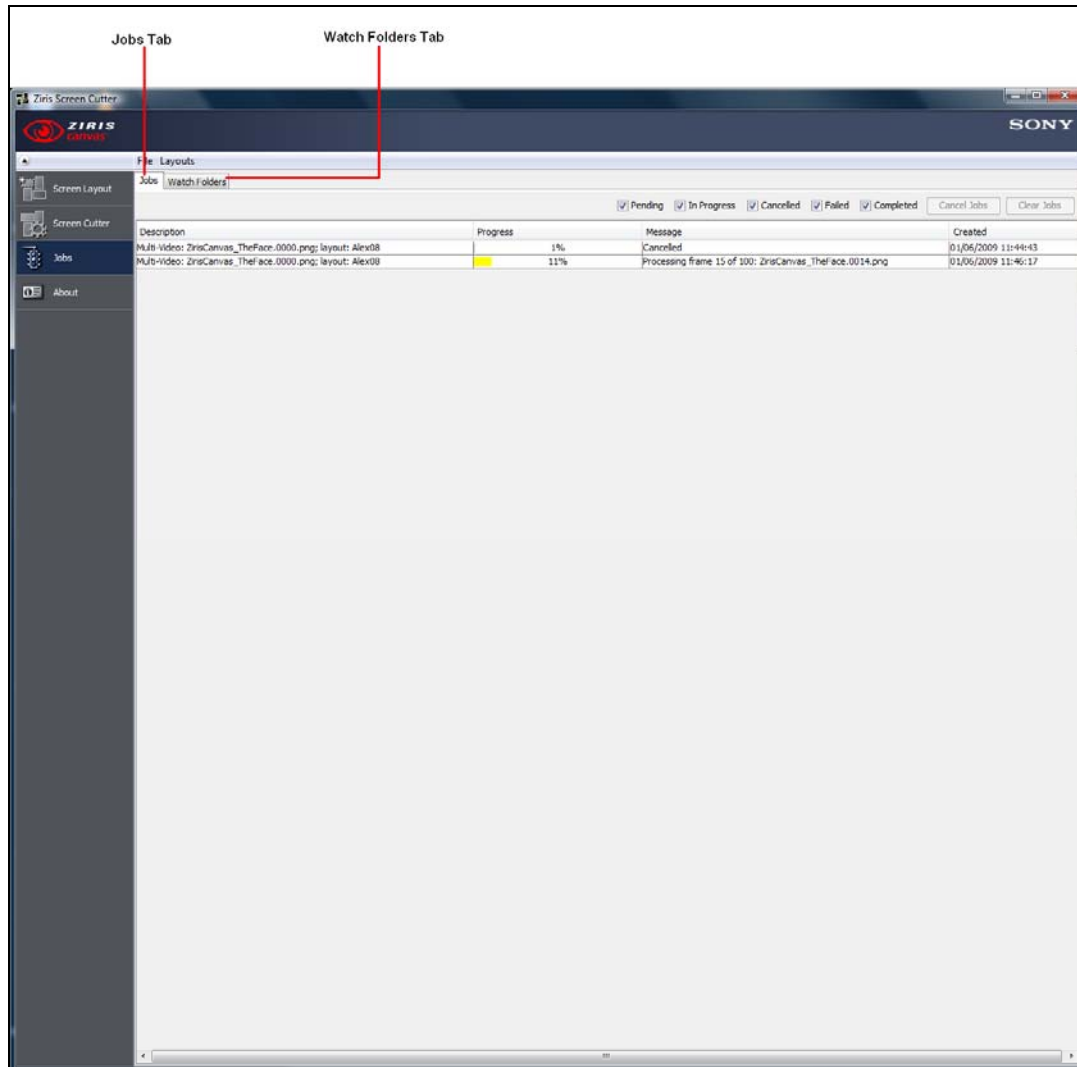 Jobs Tab
Watch Folders Tab
Ziris Screen Cutter
ZIRIS
canvas
SONY
File Layouts
Screen Layout
Screen Cutter
Jobs
About
Jobs Watch Folders
Pending In Progress Cancelled Failed Completed Cancel Jobs Clear Jobs
Description Progress Message Created
Multi-Video: ZirisCanvas_TheFace.0000.png; layout: Alex08 1% Cancelled 01/06/2009 11:44:43
Multi-Video: ZirisCanvas_TheFace.0000.png; layout: Alex08 11% Processing frame 15 of 100: ZirisCanvas_TheFace.0014.png 01/06/2009 11:46:17